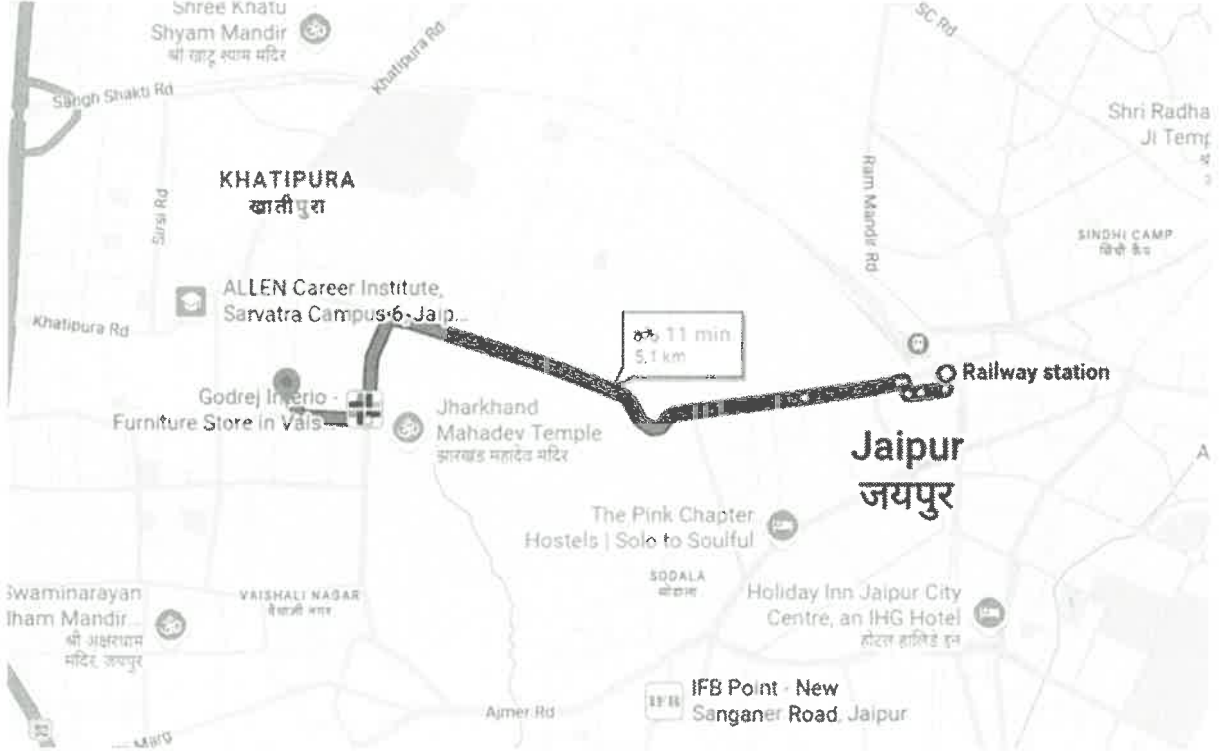 Shree Khatu
Shyam Mandir
श्री खाटू श्याम मंदिर
SC Rd
Khatipura Rd
Sangh Shakti Rd
Shri Radha
Ji Temp
KHATIPURA
खातीपुरा
Sirsi Rd
Ram Mandir Rd
SINDHI CAMP
सिंधी कैंप
ALLEN Career Institute,
Sarvatra Campus-6-Jaip...
Khatipura Rd
11 min
5.1 km
Railway station
Godrej Interio -
Furniture Store in Vais
Jharkhand
Mahadev Temple
झारखंड महादेव मंदिर
Jaipur
जयपुर
A
The Pink Chapter
Hostels | Solo to Soulful
SODALA
सोडाला
VAISHALI NAGAR
वैशाली नगर
Swaminarayan
dham Mandir...
श्री अक्षरधाम
मंदिर, जयपुर
Holiday Inn Jaipur City
Centre, an IHG Hotel
होटल हॉलिडे इन
IFB
IFB Point - New
Sanganer Road, Jaipur
Ajmer Rd
Marg